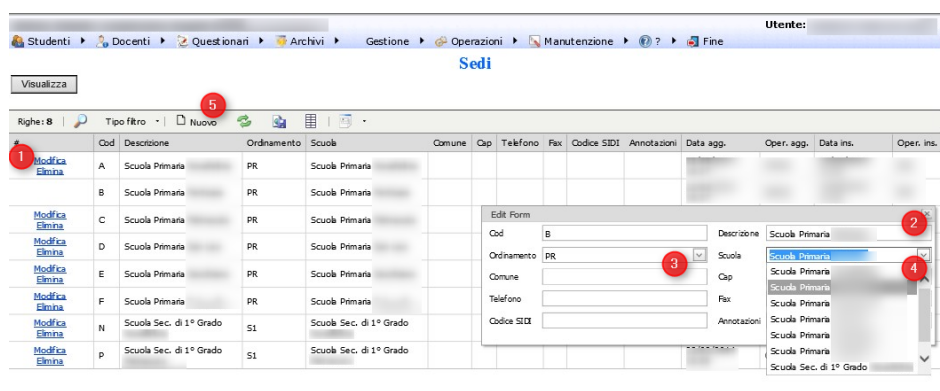 Utente:
Studenti Docenti Questionari Archivi Gestione Operazioni Manutenzione ? Fine
Sedi
Visualizza
5
Righe: 8 Tipo filtro Nuovo
# Cod Descrizione Ordinamento Scuola Comune Cap Telefono Fax Codice SIDI Annotazioni Data agg. Oper. agg. Data ins. Oper. ins.
1
Modifica
Elimina
A Scuola Primaria PR Scuola Primaria
B Scuola Primaria PR Scuola Primaria
Modifica
Elimina
C Scuola Primaria PR Scuola Primaria
Modifica
Elimina
D Scuola Primaria PR Scuola Primaria
Modifica
Elimina
E Scuola Primaria PR Scuola Primaria
Modifica
Elimina
F Scuola Primaria PR Scuola Primaria
Modifica
Elimina
N Scuola Sec. di 1º Grado S1 Scuola Sec. di 1º Grado
Modifica
Elimina
P Scuola Sec. di 1º Grado S1 Scuola Sec. di 1º Grado
Edit Form
2
Cod B Descrizione Scuola Primaria
Ordinamento PR 3 Scuola Scuola Primaria
4
Comune Cap
Telefono Fax
Codice SIDI Annotazioni
Scuola Primaria
Scuola Primaria
Scuola Primaria
Scuola Primaria
Scuola Primaria
Scuola Primaria
Scuola Sec. di 1º Grado